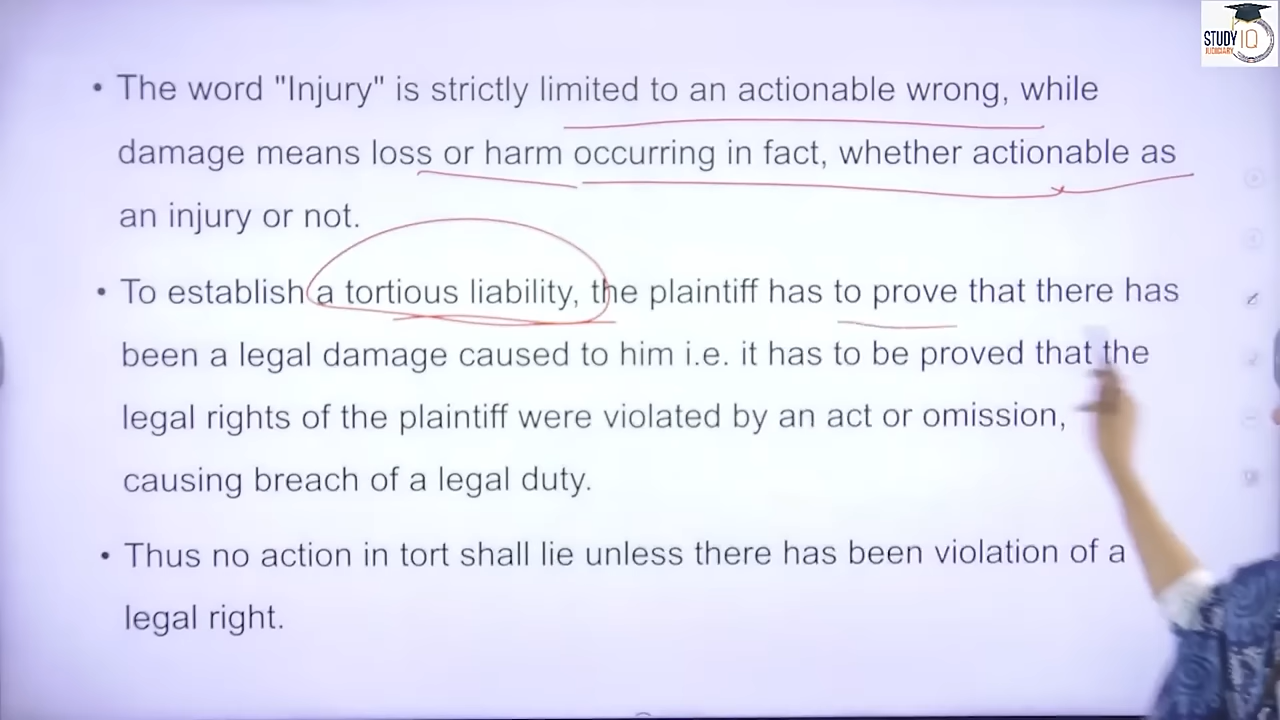 STUDY IQ
JUDICIARY
• The word "Injury" is strictly limited to an actionable wrong, while
damage means loss or harm occurring in fact, whether actionable as
an injury or not.
• To establish a tortious liability, the plaintiff has to prove that there has
been a legal damage caused to him i.e. it has to be proved that the
legal rights of the plaintiff were violated by an act or omission,
causing breach of a legal duty.
• Thus no action in tort shall lie unless there has been violation of a
legal right.